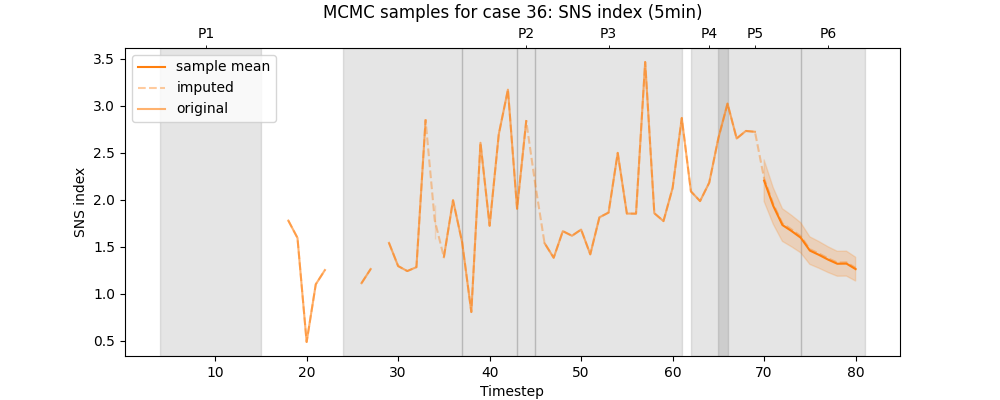 MCMC samples for case 36: SNS index (5min)
P1 P2 P3 P4 P5 P6
sample mean
imputed
original
3.5
3.0
2.5
2.0
1.5
1.0
0.5
SNS index
10 20 30 40 50 60 70 80
Timestep